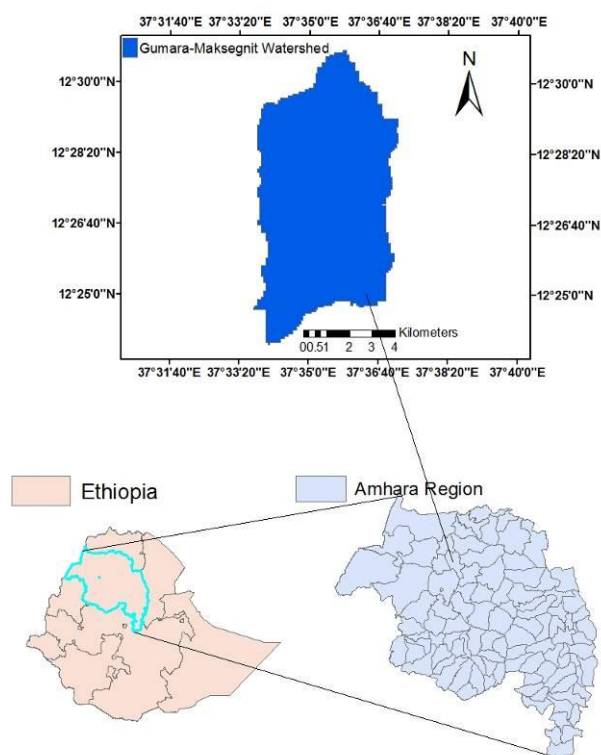 37°31'40"E 37°33'20"E 37°35'0"E 37°36'40"E 37°38'20"E 37°40'0"E
Gumara-Maksegnit Watershed
N
12°30'0"N 12°30'0"N
12°28'20"N 12°28'20"N
12°26'40"N 12°26'40"N
12°25'0"N 12°25'0"N
Kilometers
00.51 2 3 4
37°31'40"E 37°33'20"E 37°35'0"E 37°36'40"E 37°38'20"E 37°40'0"E
Ethiopia Amhara Region